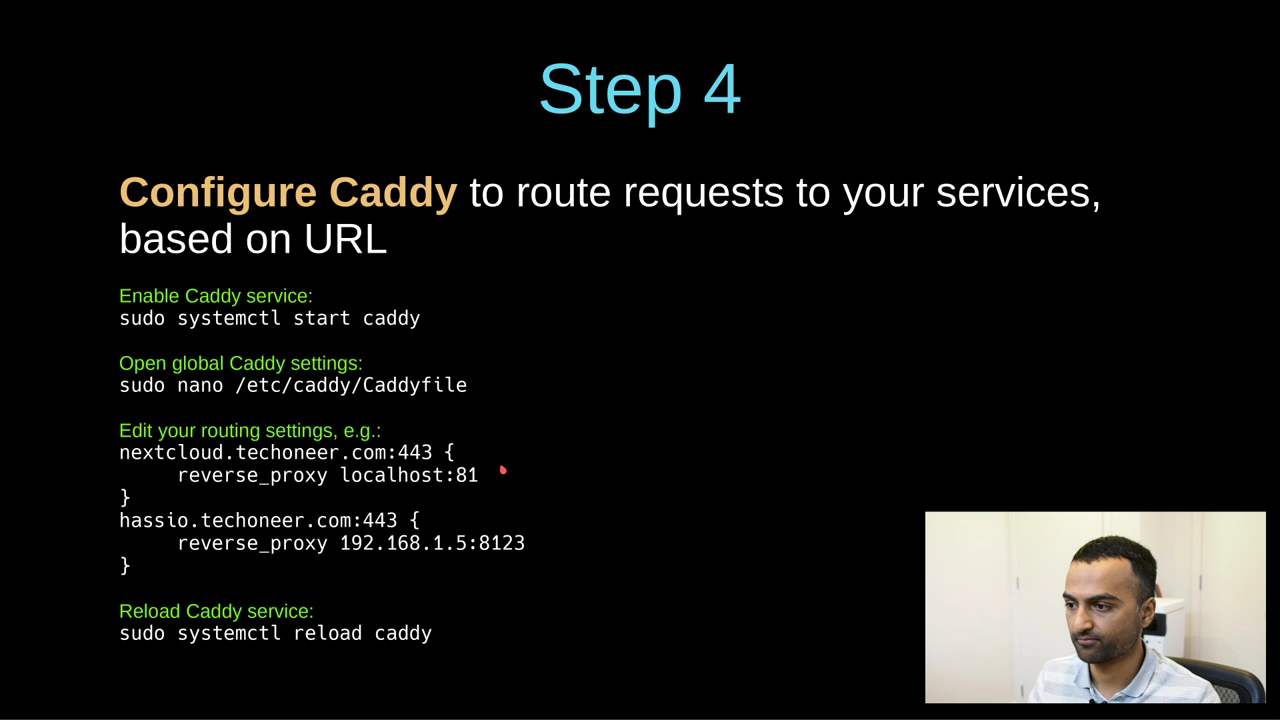 Step 4
Configure Caddy to route requests to your services,
based on URL
Enable Caddy service:
sudo systemctl start caddy
Open global Caddy settings:
sudo nano /etc/caddy/Caddyfile
Edit your routing settings, e.g.:
nextcloud.techoneer.com:443 {
     reverse_proxy localhost:81
}
hassio.techoneer.com:443 {
     reverse_proxy 192.168.1.5:8123
}
Reload Caddy service:
sudo systemctl reload caddy